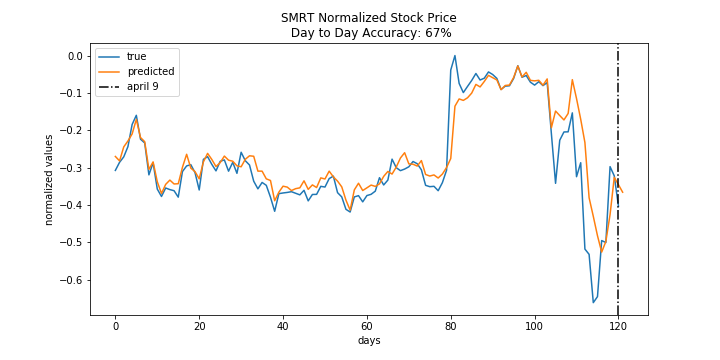 SMRT Normalized Stock Price
Day to Day Accuracy: 67%
true
predicted
april 9
normalized values
0.0
−0.1
−0.2
−0.3
−0.4
−0.5
−0.6
0 20 40 60 80 100 120
days